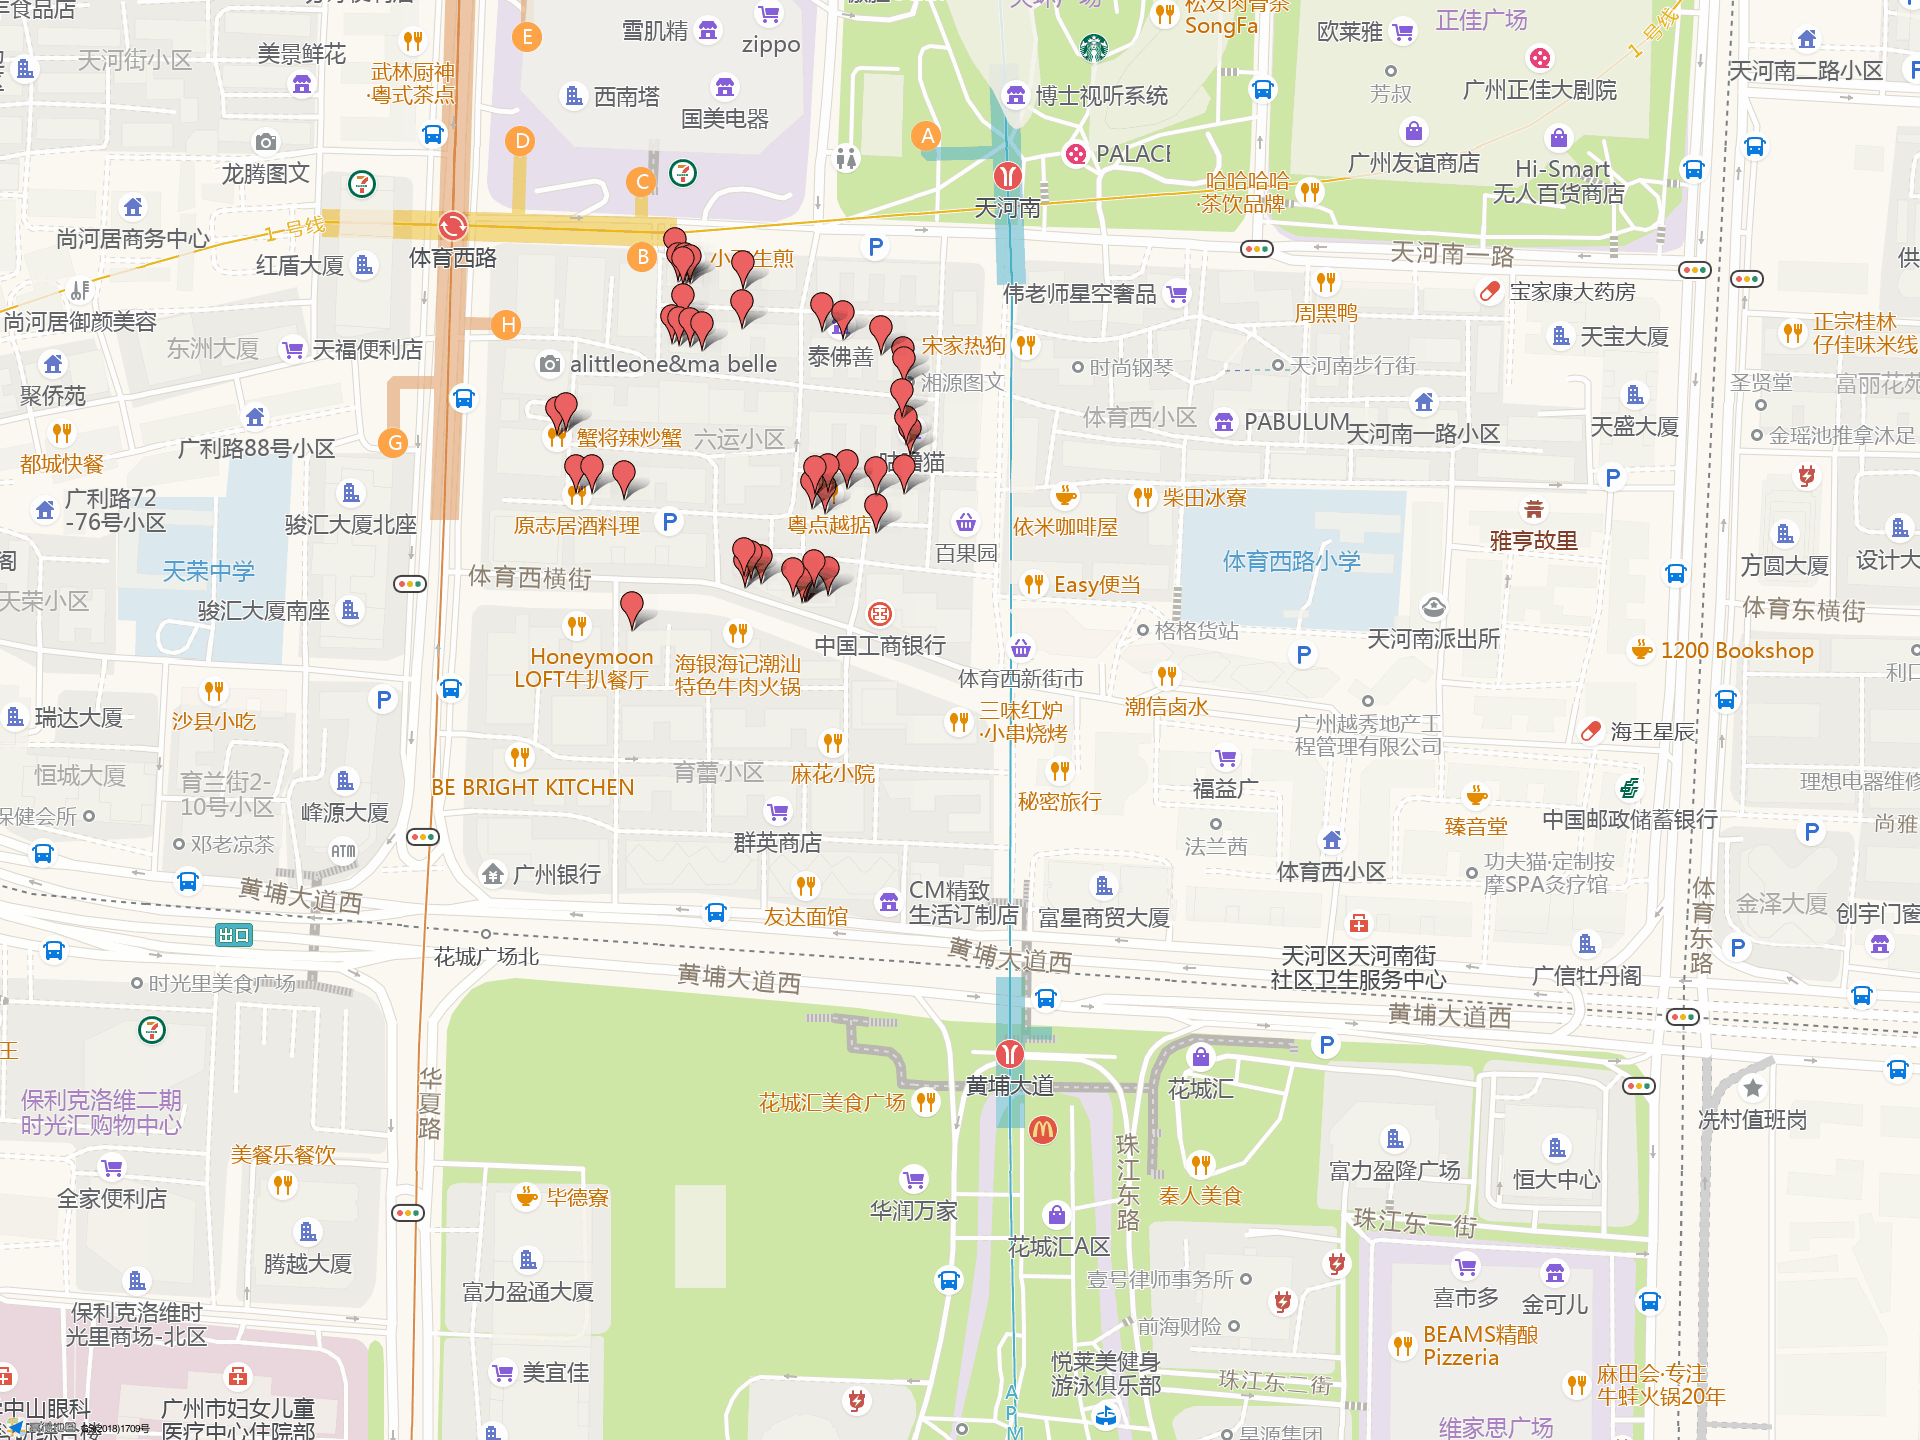 美景鲜花
天河街小区
武林厨神
·粤式茶点
E
雪肌精
zippo
西南塔
国美电器
D
C
A
博士视听系统
松发肉骨茶
SongFa
欧莱雅
正佳广场
芳叔
广州正佳大剧院
1号线
天河南二路小区
PALACE
广州友谊商店
Hi-Smart
无人百货商店
哈哈哈哈
·茶饮品牌
龙腾图文
尚河居商务中心
1号线
体育西路
天河南
天河南一路
红盾大厦
B
小
生煎
P
伟老师星空奢品
周黑鸭
宝家康大药房
尚河居御颜美容
东洲大厦
天福便利店
H
alittleone&ma belle
泰佛善
宋家热狗
湘源图文
时尚钢琴
天河南步行街
天宝大厦
正宗桂林
仔佳味米线
聚侨苑
圣贤堂
富丽花苑
广利路88号小区
G
蟹将辣炒蟹
六运小区
体育西小区
PABULUM
天河南一路小区
天盛大厦
金瑶池推拿沐足
都城快餐
广利路72
-76号小区
骏汇大厦北座
原志居酒料理
P
粤点越掂
百果园
依米咖啡屋
柴田冰寮
P
雅亨故里
方圆大厦
设计大
阁
天荣中学
体育西横街
体育西路小学
天荣小区
骏汇大厦南座
中国工商银行
Easy便当
格格货站
天河南派出所
体育东横街
Honeymoon
LOFT牛扒餐厅
海银海记潮汕
特色牛肉火锅
体育西新街市
P
1200 Bookshop
利口
瑞达大厦
沙县小吃
P
三味红炉
·小串烧烤
潮信卤水
广州越秀地产工
程管理有限公司
海王星辰
恒城大厦
育兰街2-
10号小区
BE BRIGHT KITCHEN
育蕾小区
麻花小院
秘密旅行
福益广
理想电器维修
保健会所
峰源大厦
臻音堂
中国邮政储蓄银行
尚雅
P
邓老凉茶
ATM
群英商店
法兰茜
体育西小区
功夫猫·定制按
摩SPA灸疗馆
黄埔大道西
广州银行
友达面馆
CM精致
生活订制店
富星商贸大厦
体育东路
金泽大厦
创宇门窗
出口
花城广场北
黄埔大道西
天河区天河南街
社区卫生服务中心
广信牡丹阁
P
时光里美食广场
黄埔大道西
黄埔大道西
P
王
华夏路
黄埔大道
花城汇
保利克洛维二期
时光汇购物中心
花城汇美食广场
冼村值班岗
美餐乐餐饮
珠江东路
富力盈隆广场
恒大中心
全家便利店
毕德寮
华润万家
秦人美食
珠江东一街
腾越大厦
花城汇A区
富力盈通大厦
壹号律师事务所
喜市多
金可儿
保利克洛维时
光里商场-北区
前海财险
BEAMS精酿
Pizzeria
美宜佳
悦莱美健身
游泳俱乐部
珠江东二街
麻田会·专注
牛蛙火锅20年
中山眼科
广州市妇女儿童
医疗中心住院部
APM
维家思广场